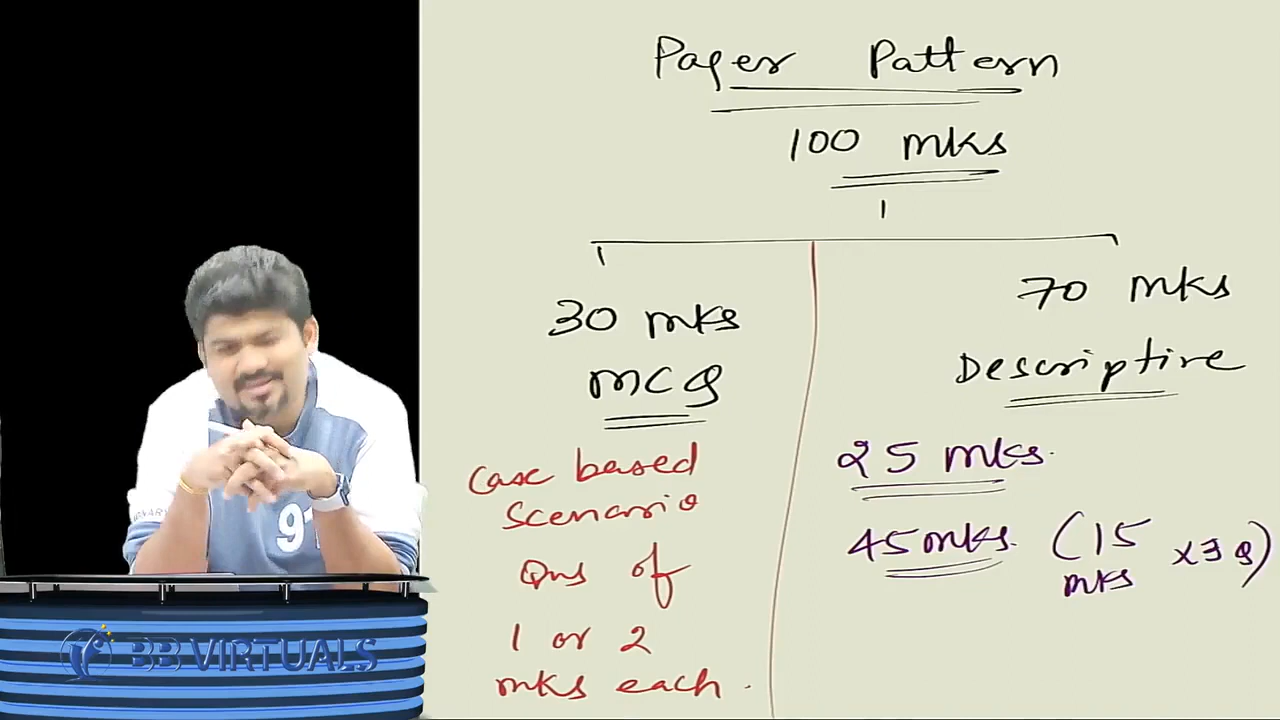 Paper Pattern
100 mks
30 mks
MCQ
Case based
Scenario
Qns of
1 or 2
mks each.
70 mks
Descriptive
25 mks.
45 mks. (15 mks x 3 Q)
BB VIRTUALS